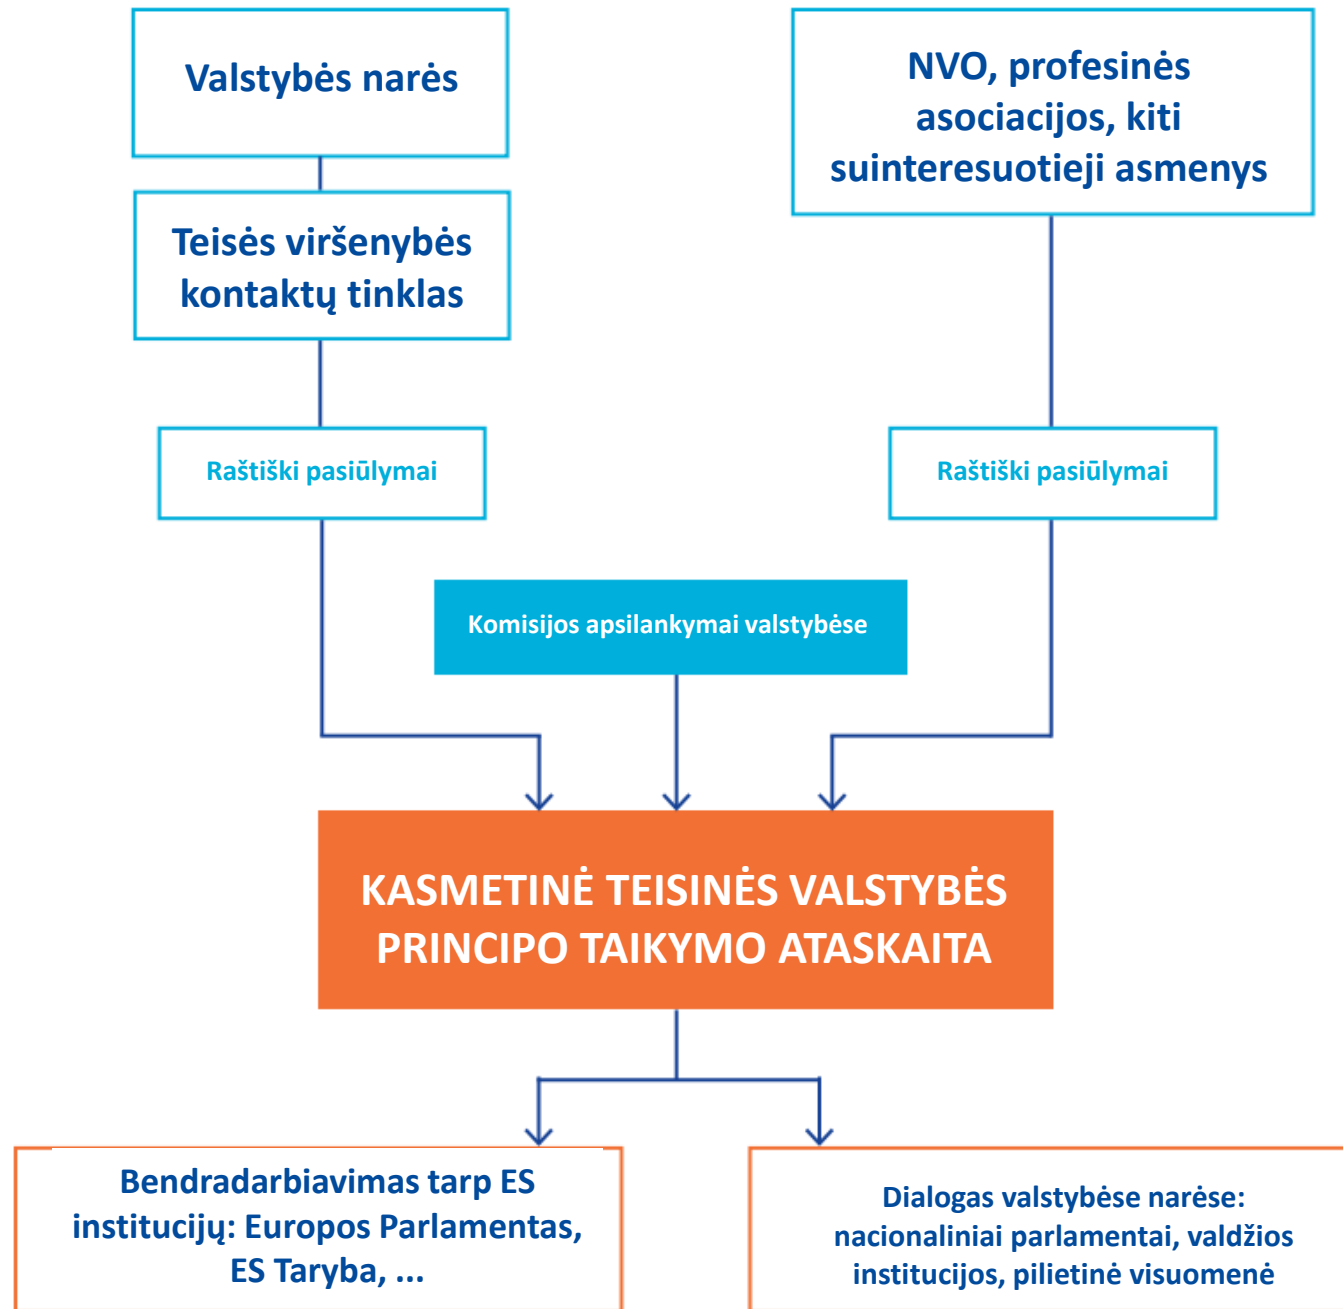 Valstybės narės
NVO, profesinės
asociacijos, kiti
suinteresuotieji asmenys
Teisės viršenybės
kontaktų tinklas
Raštiški pasiūlymai
Raštiški pasiūlymai
Komisijos apsilankymai valstybėse
KASMETINĖ TEISINĖS VALSTYBĖS
PRINCIPO TAIKYMO ATASKAITA
Bendradarbiavimas tarp ES
institucijų: Europos Parlamentas,
ES Taryba, ...
Dialogas valstybėse narėse:
nacionaliniai parlamentai, valdžios
institucijos, pilietinė visuomenė